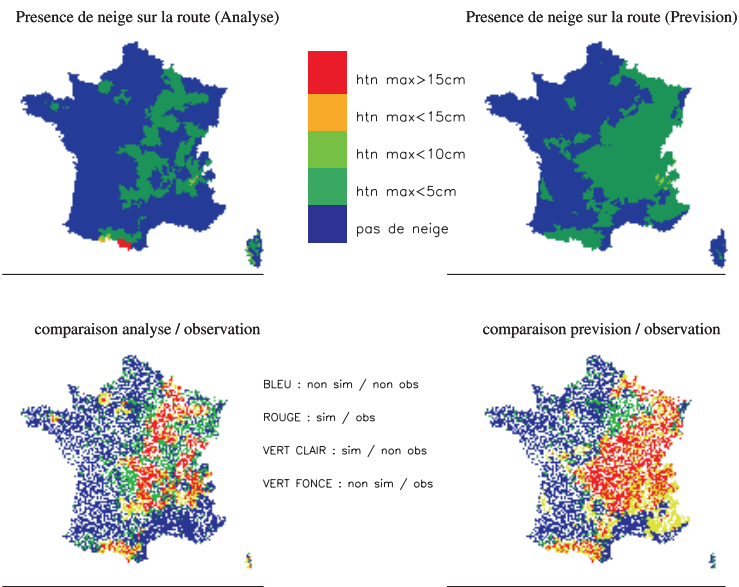 Presence de neige sur la route (Analyse)
Presence de neige sur la route (Prevision)
htn max>15cm
htn max<15cm
htn max<10cm
htn max<5cm
pas de neige
comparaison analyse / observation
comparaison prevision / observation
BLEU : non sim / non obs
ROUGE : sim / obs
VERT CLAIR : sim / non obs
VERT FONCE : non sim / obs